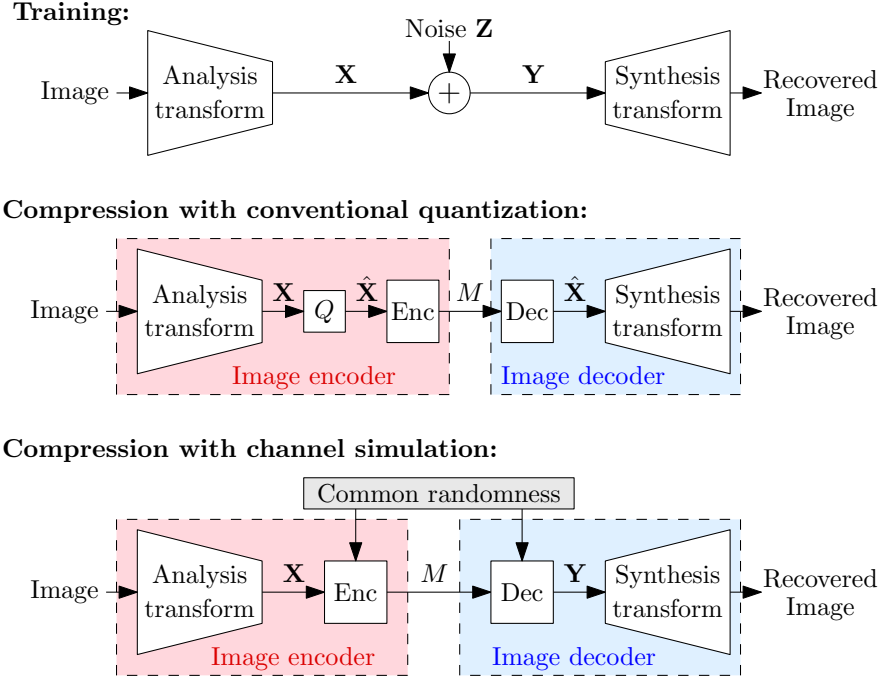 Training:
Noise Z
Image
Analysis
transform
X
+
Y
Synthesis
transform
Recovered
Image
Compression with conventional quantization:
Image
Analysis
transform
X
Q
X̂
Enc
M
Dec
X̂
Synthesis
transform
Recovered
Image
Image encoder
Image decoder
Compression with channel simulation:
Common randomness
Image
Analysis
transform
X
Enc
M
Dec
Y
Synthesis
transform
Recovered
Image
Image encoder
Image decoder